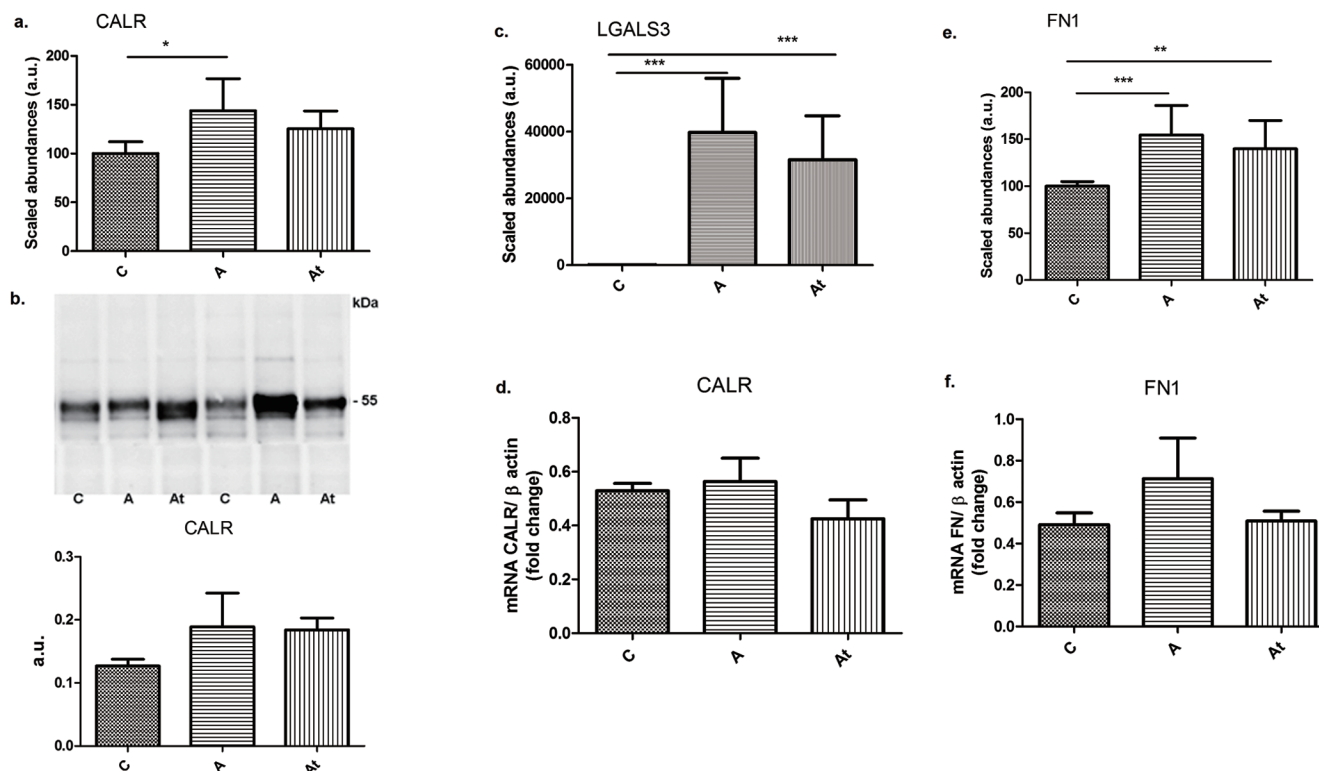 a.
CALR
*
Scaled abundances (a.u.)
200
150
100
50
0
C
A
At
b.
kDa
- 55
C A At C A At
CALR
a.u.
0.3
0.2
0.1
0.0
C
A
At
c.
LGALS3
***
***
Scaled abundances (a.u.)
60000
40000
20000
0
C
A
At
d.
CALR
mRNA CALR/ β actin
(fold change)
0.8
0.6
0.4
0.2
0.0
C
A
At
e.
FN1
**
***
Scaled abundances (a.u.)
200
150
100
50
0
C
A
At
f.
FN1
mRNA FN/ β actin
(fold change)
1.0
0.8
0.6
0.4
0.2
0.0
C
A
At